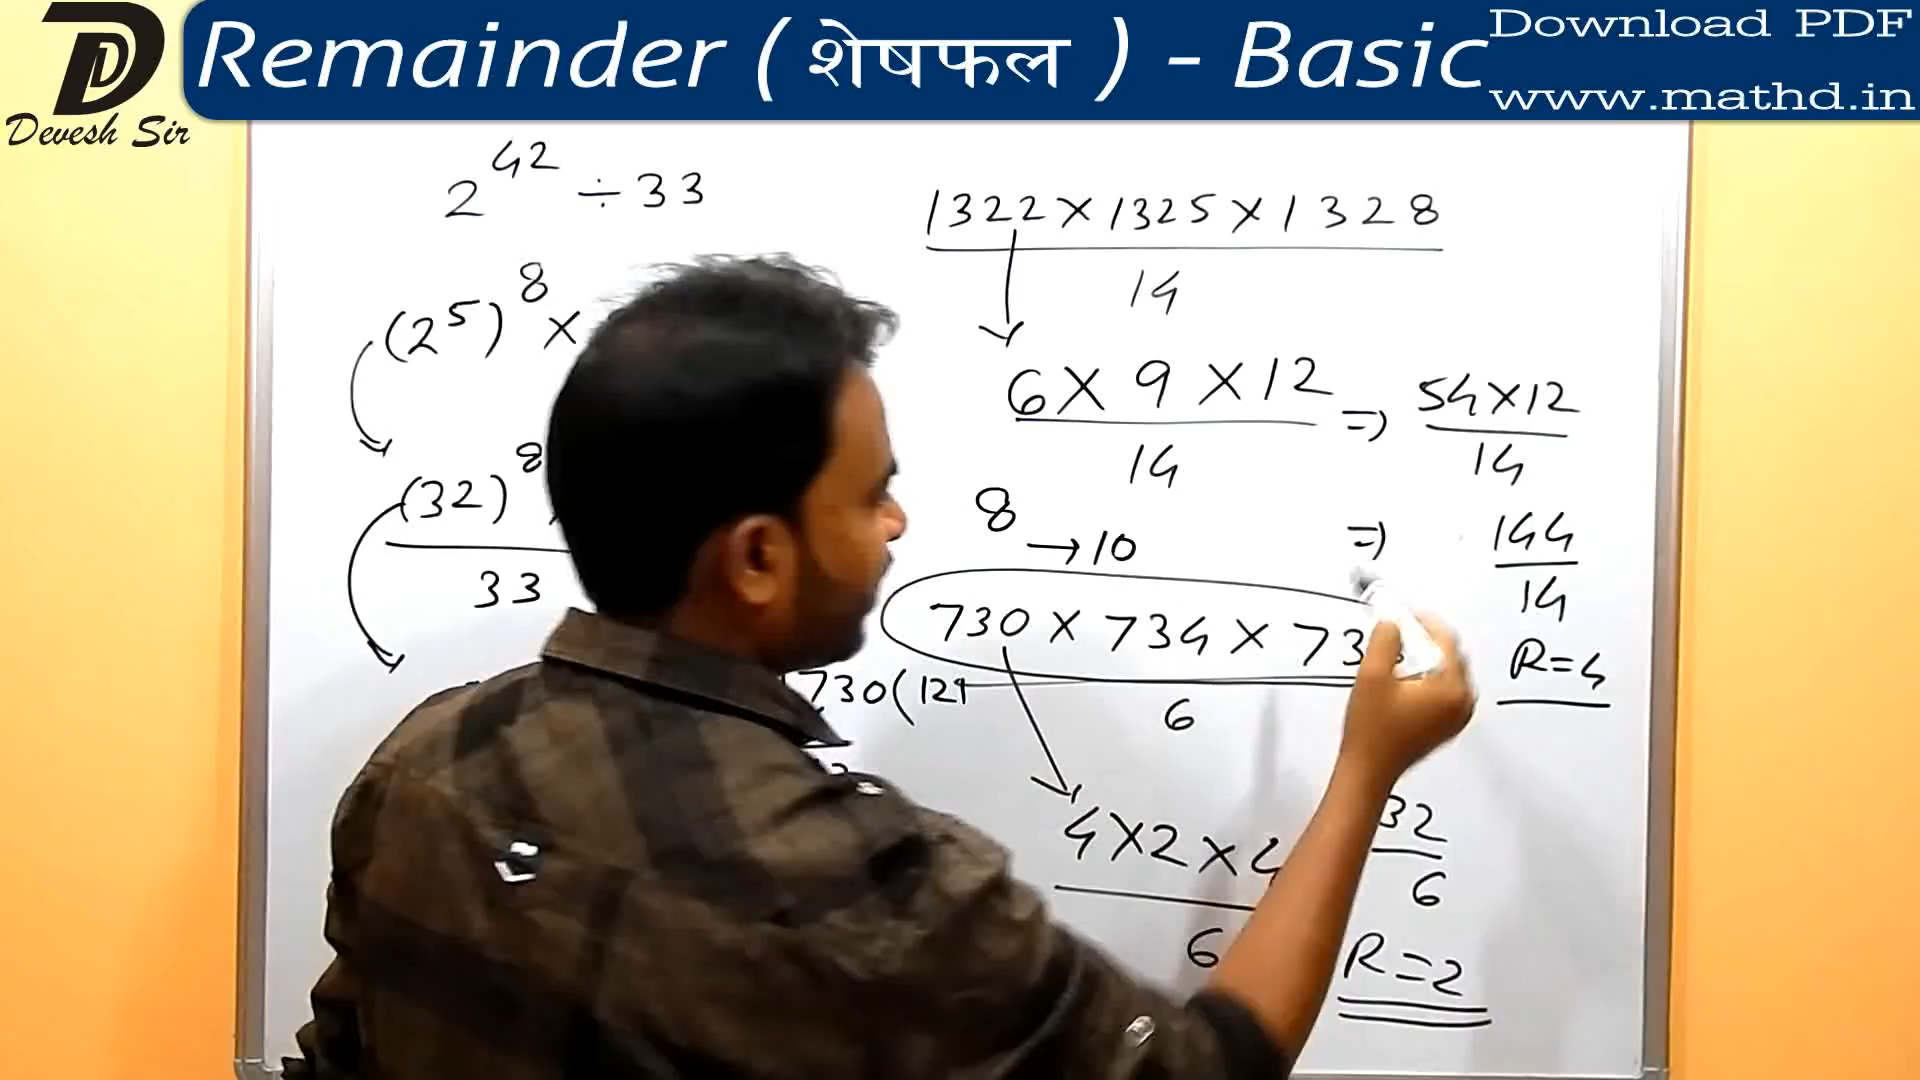 Devesh Sir
Remainder ( शेषफल ) - Basic
Download PDF
www.mathd.in
2^42 ÷ 33
(2^5)^8 ×
(32)^8
33
1322 × 1325 × 1328
14
6 × 9 × 12
14
=> 54 × 12
14
=> 144
14
R = 4
8
→ 10
730 × 734 × 73
6
730(121
4 × 2 × 4
6
32
6
R = 2